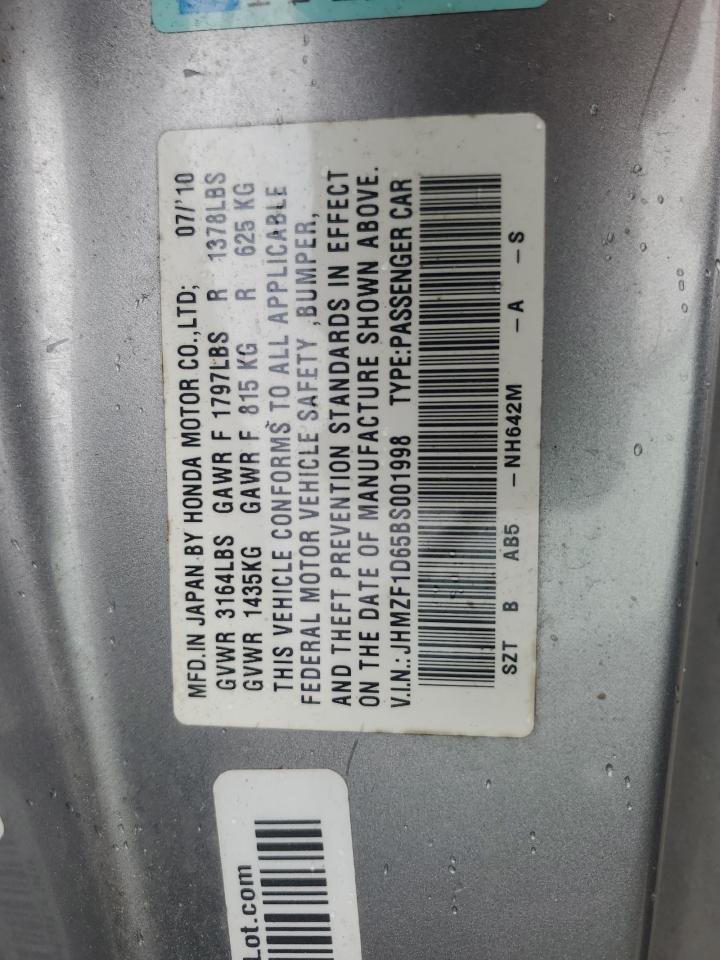 MFD.IN JAPAN BY HONDA MOTOR CO.,LTD; 07/'10
GVWR 3164LBS GAWR F 1797LBS R 1378LBS
GVWR 1435KG GAWR F 815 KG R 625 KG
THIS VEHICLE CONFORMS TO ALL APPLICABLE
FEDERAL MOTOR VEHICLE SAFETY ,BUMPER,
AND THEFT PREVENTION STANDARDS IN EFFECT
ON THE DATE OF MANUFACTURE SHOWN ABOVE.
V.I.N.: JHMZF1D65BS001998 TYPE:PASSENGER CAR
SZT B AB5 -NH642M -A -S
Lot.com